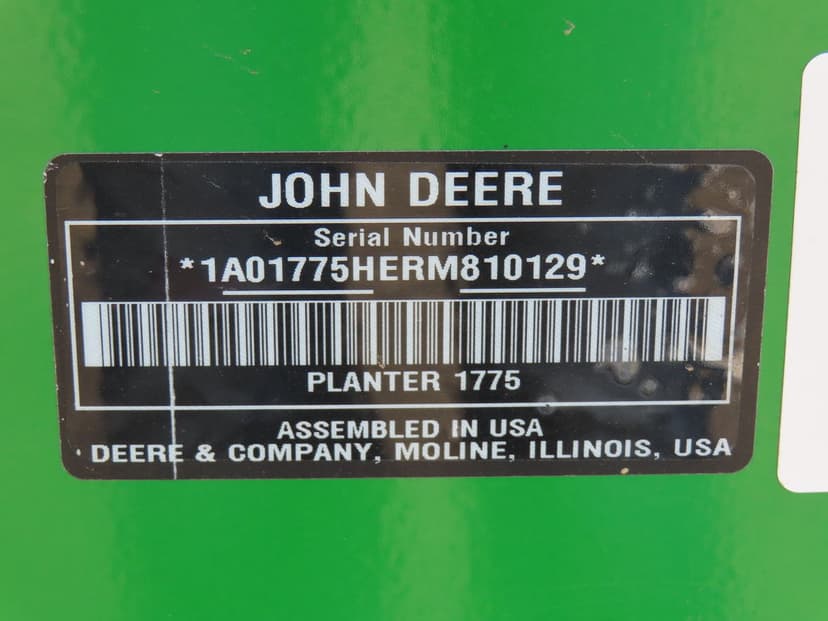 JOHN DEERE
Serial Number
*1A01775HERM810129*
PLANTER 1775
ASSEMBLED IN USA
DEERE & COMPANY, MOLINE, ILLINOIS, USA